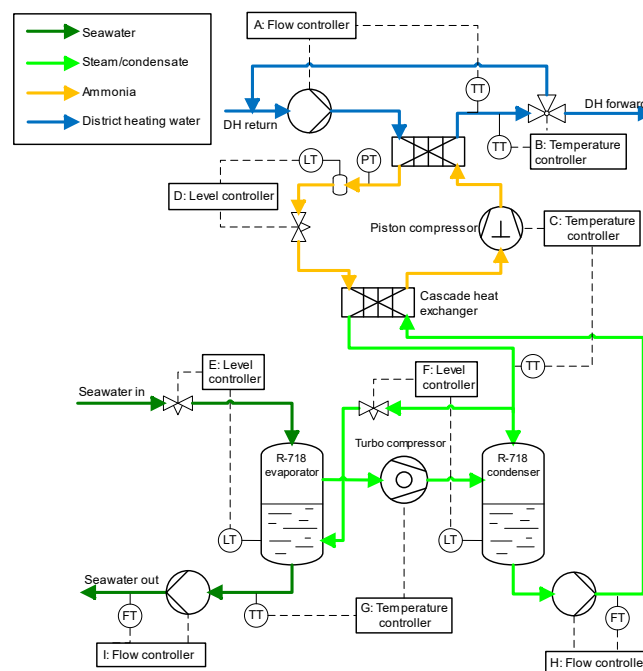 Seawater
Steam/condensate
Ammonia
District heating water
A: Flow controller
TT
DH return
DH forward
TT
B: Temperature
controller
LT
PT
D: Level controller
Piston compressor
C: Temperature
controller
Cascade heat
exchanger
E: Level
controller
F: Level
controller
TT
Seawater in
Turbo compressor
R-718
evaporator
R-718
condenser
LT
LT
Seawater out
FT
TT
G: Temperature
controller
FT
I: Flow controller
H: Flow controller